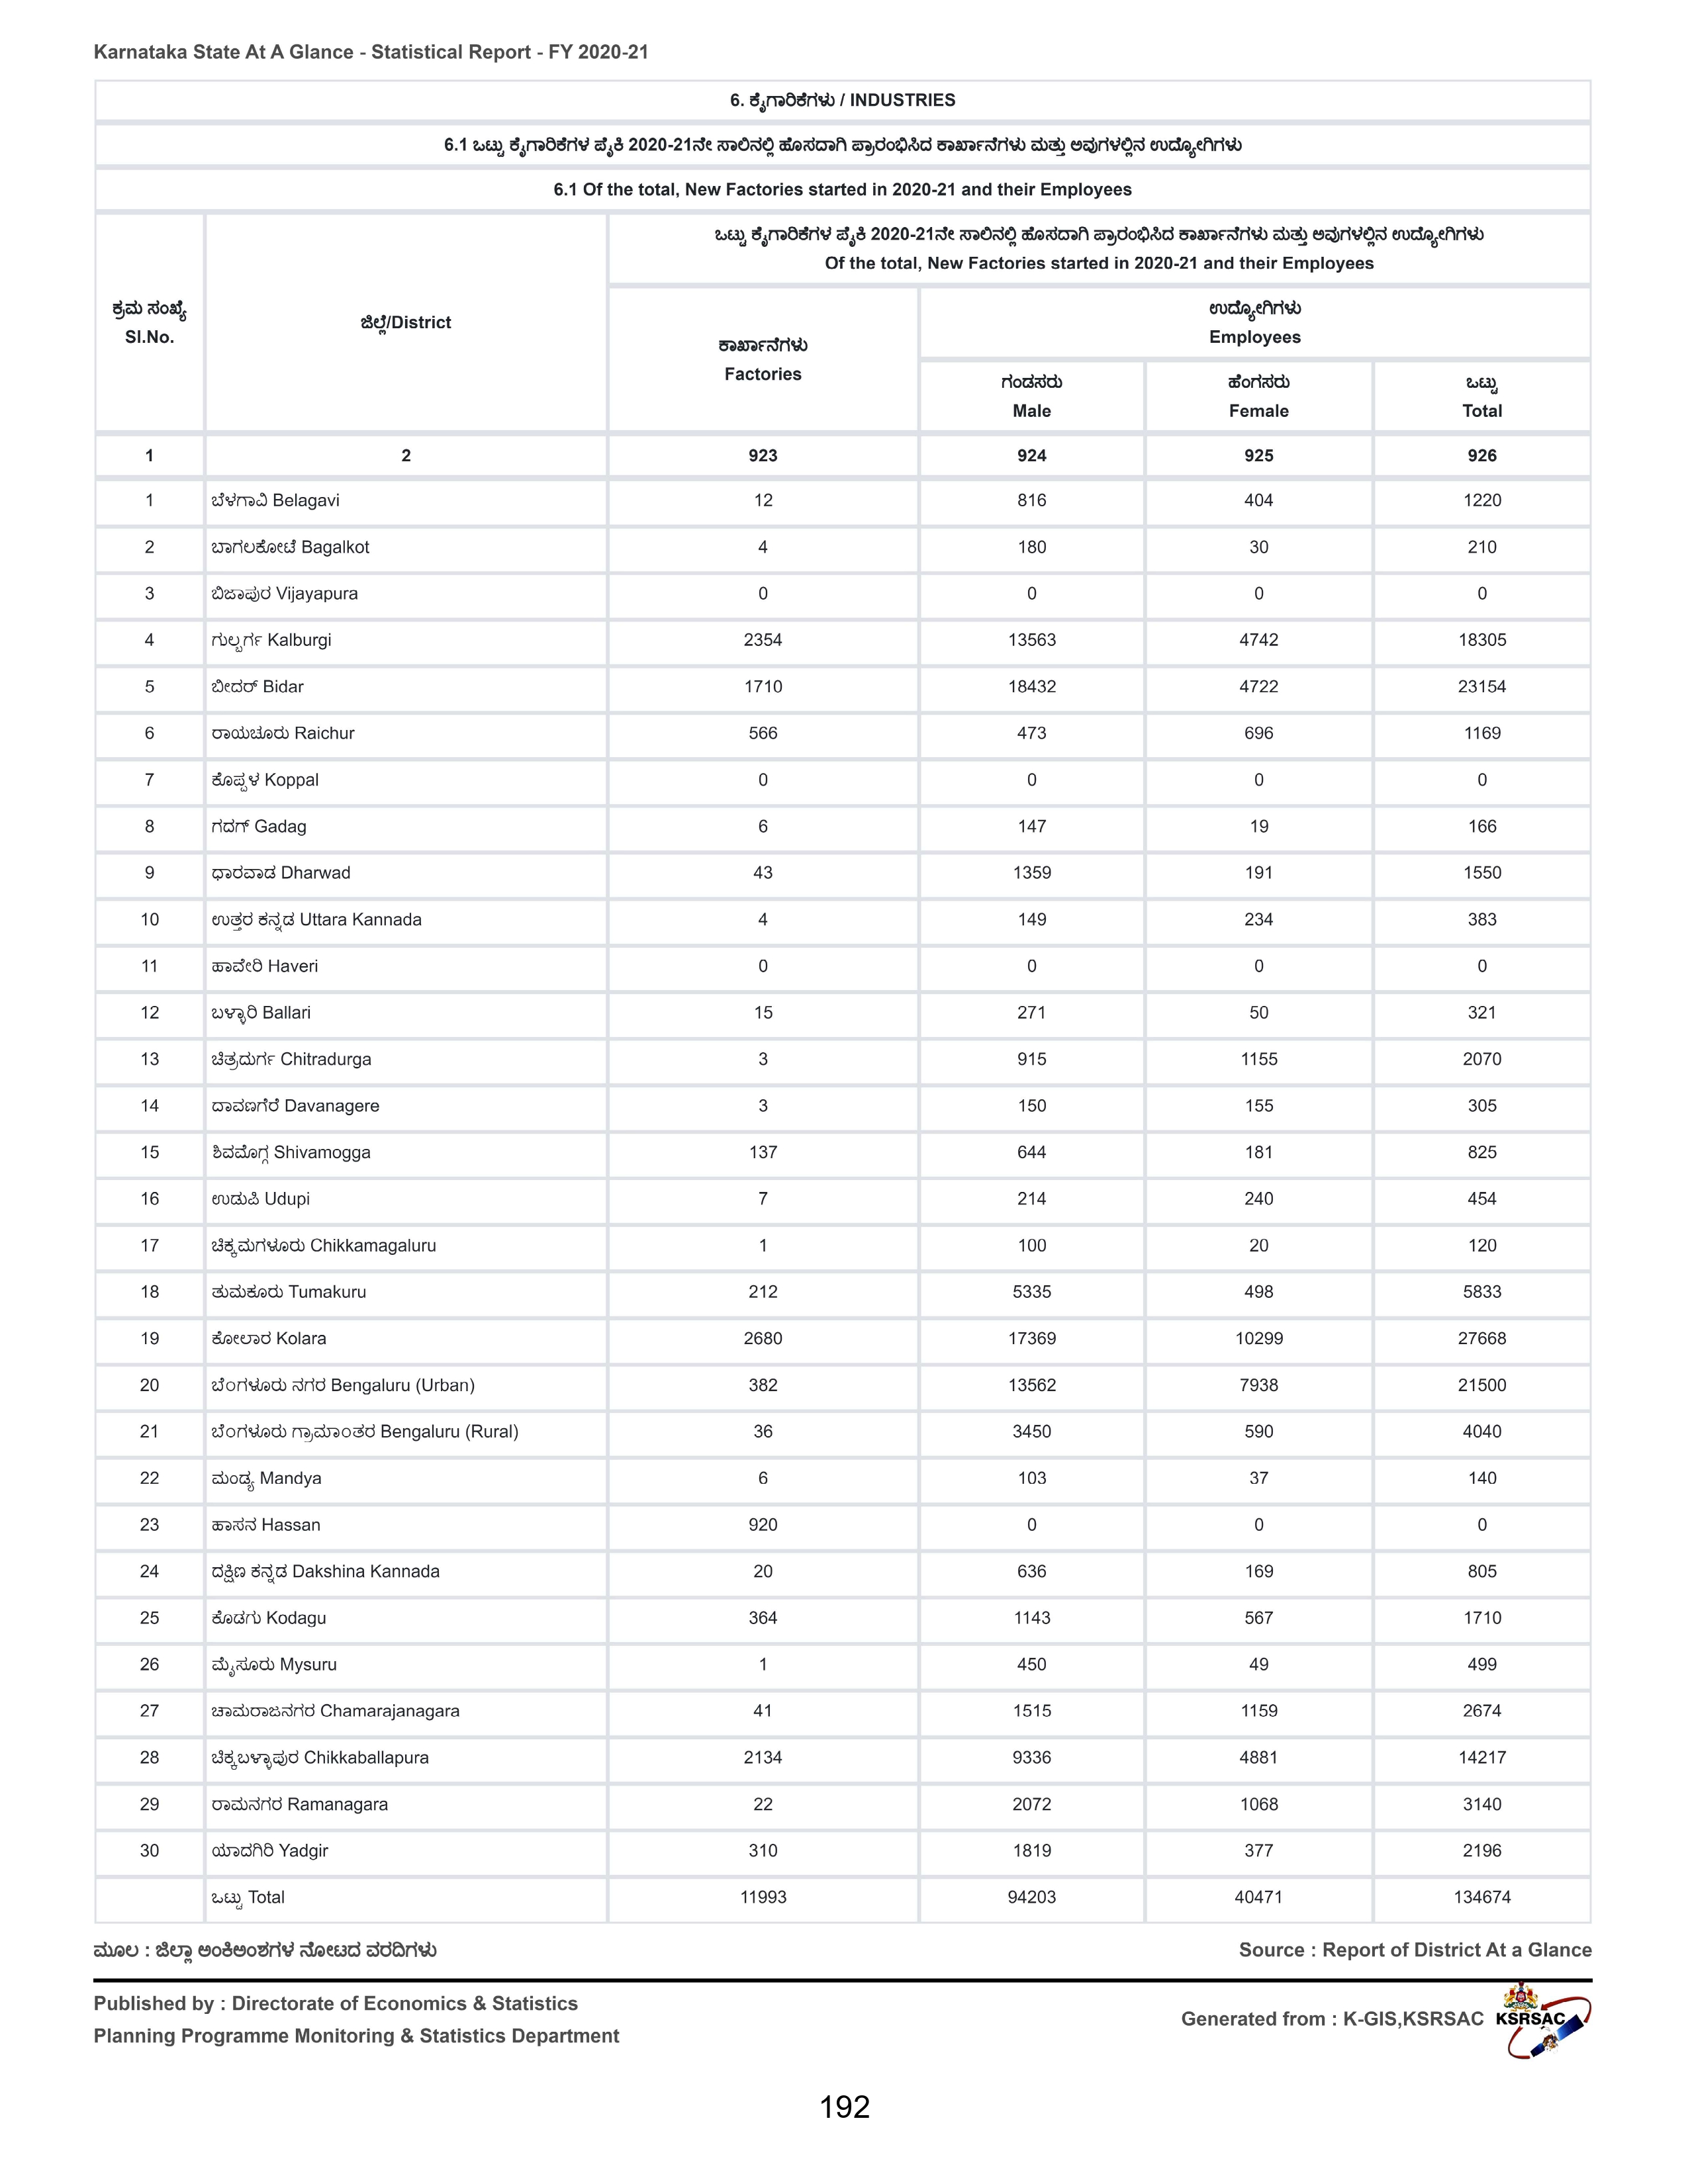 Karnataka State At A Glance - Statistical Report - FY 2020-21
6. ಕೈಗಾರಿಕೆಗಳು / INDUSTRIES
6.1 ಒಟ್ಟು ಕೈಗಾರಿಕೆಗಳ ಪೈಕಿ 2020-21ನೇ ಸಾಲಿನಲ್ಲಿ ಹೊಸದಾಗಿ ಪ್ರಾರಂಭಿಸಿದ ಕಾರ್ಖಾನೆಗಳು ಮತ್ತು ಅವುಗಳಲ್ಲಿನ ಉದ್ಯೋಗಿಗಳು
6.1 Of the total, New Factories started in 2020-21 and their Employees
ಕ್ರಮ ಸಂಖ್ಯೆ
Sl.No.
ಜಿಲ್ಲೆ/District
ಒಟ್ಟು ಕೈಗಾರಿಕೆಗಳ ಪೈಕಿ 2020-21ನೇ ಸಾಲಿನಲ್ಲಿ ಹೊಸದಾಗಿ ಪ್ರಾರಂಭಿಸಿದ ಕಾರ್ಖಾನೆಗಳು ಮತ್ತು ಅವುಗಳಲ್ಲಿನ ಉದ್ಯೋಗಿಗಳು
Of the total, New Factories started in 2020-21 and their Employees
ಕಾರ್ಖಾನೆಗಳು
Factories
ಉದ್ಯೋಗಿಗಳು
Employees
ಗಂಡಸರು
Male
ಹೆಂಗಸರು
Female
ಒಟ್ಟು
Total
1 2 923 924 925 926
1 ಬೆಳಗಾವಿ Belagavi 12 816 404 1220
2 ಬಾಗಲಕೋಟೆ Bagalkot 4 180 30 210
3 ಬಿಜಾಪುರ Vijayapura 0 0 0 0
4 ಗುಲ್ಬರ್ಗ Kalburgi 2354 13563 4742 18305
5 ಬೀದರ್ Bidar 1710 18432 4722 23154
6 ರಾಯಚೂರು Raichur 566 473 696 1169
7 ಕೊಪ್ಪಳ Koppal 0 0 0 0
8 ಗದಗ್ Gadag 6 147 19 166
9 ಧಾರವಾಡ Dharwad 43 1359 191 1550
10 ಉತ್ತರ ಕನ್ನಡ Uttara Kannada 4 149 234 383
11 ಹಾವೇರಿ Haveri 0 0 0 0
12 ಬಳ್ಳಾರಿ Ballari 15 271 50 321
13 ಚಿತ್ರದುರ್ಗ Chitradurga 3 915 1155 2070
14 ದಾವಣಗೆರೆ Davanagere 3 150 155 305
15 ಶಿವಮೊಗ್ಗ Shivamogga 137 644 181 825
16 ಉಡುಪಿ Udupi 7 214 240 454
17 ಚಿಕ್ಕಮಗಳೂರು Chikkamagaluru 1 100 20 120
18 ತುಮಕೂರು Tumakuru 212 5335 498 5833
19 ಕೋಲಾರ Kolara 2680 17369 10299 27668
20 ಬೆಂಗಳೂರು ನಗರ Bengaluru (Urban) 382 13562 7938 21500
21 ಬೆಂಗಳೂರು ಗ್ರಾಮಾಂತರ Bengaluru (Rural) 36 3450 590 4040
22 ಮಂಡ್ಯ Mandya 6 103 37 140
23 ಹಾಸನ Hassan 920 0 0 0
24 ದಕ್ಷಿಣ ಕನ್ನಡ Dakshina Kannada 20 636 169 805
25 ಕೊಡಗು Kodagu 364 1143 567 1710
26 ಮೈಸೂರು Mysuru 1 450 49 499
27 ಚಾಮರಾಜನಗರ Chamarajanagara 41 1515 1159 2674
28 ಚಿಕ್ಕಬಳ್ಳಾಪುರ Chikkaballapura 2134 9336 4881 14217
29 ರಾಮನಗರ Ramanagara 22 2072 1068 3140
30 ಯಾದಗಿರಿ Yadgir 310 1819 377 2196
ಒಟ್ಟು Total 11993 94203 40471 134674
ಮೂಲ : ಜಿಲ್ಲಾ ಅಂಕಿಅಂಶಗಳ ನೋಟದ ವರದಿಗಳು
Source : Report of District At a Glance
Published by : Directorate of Economics & Statistics
Planning Programme Monitoring & Statistics Department
Generated from : K-GIS,KSRSAC
KSRSAC
192